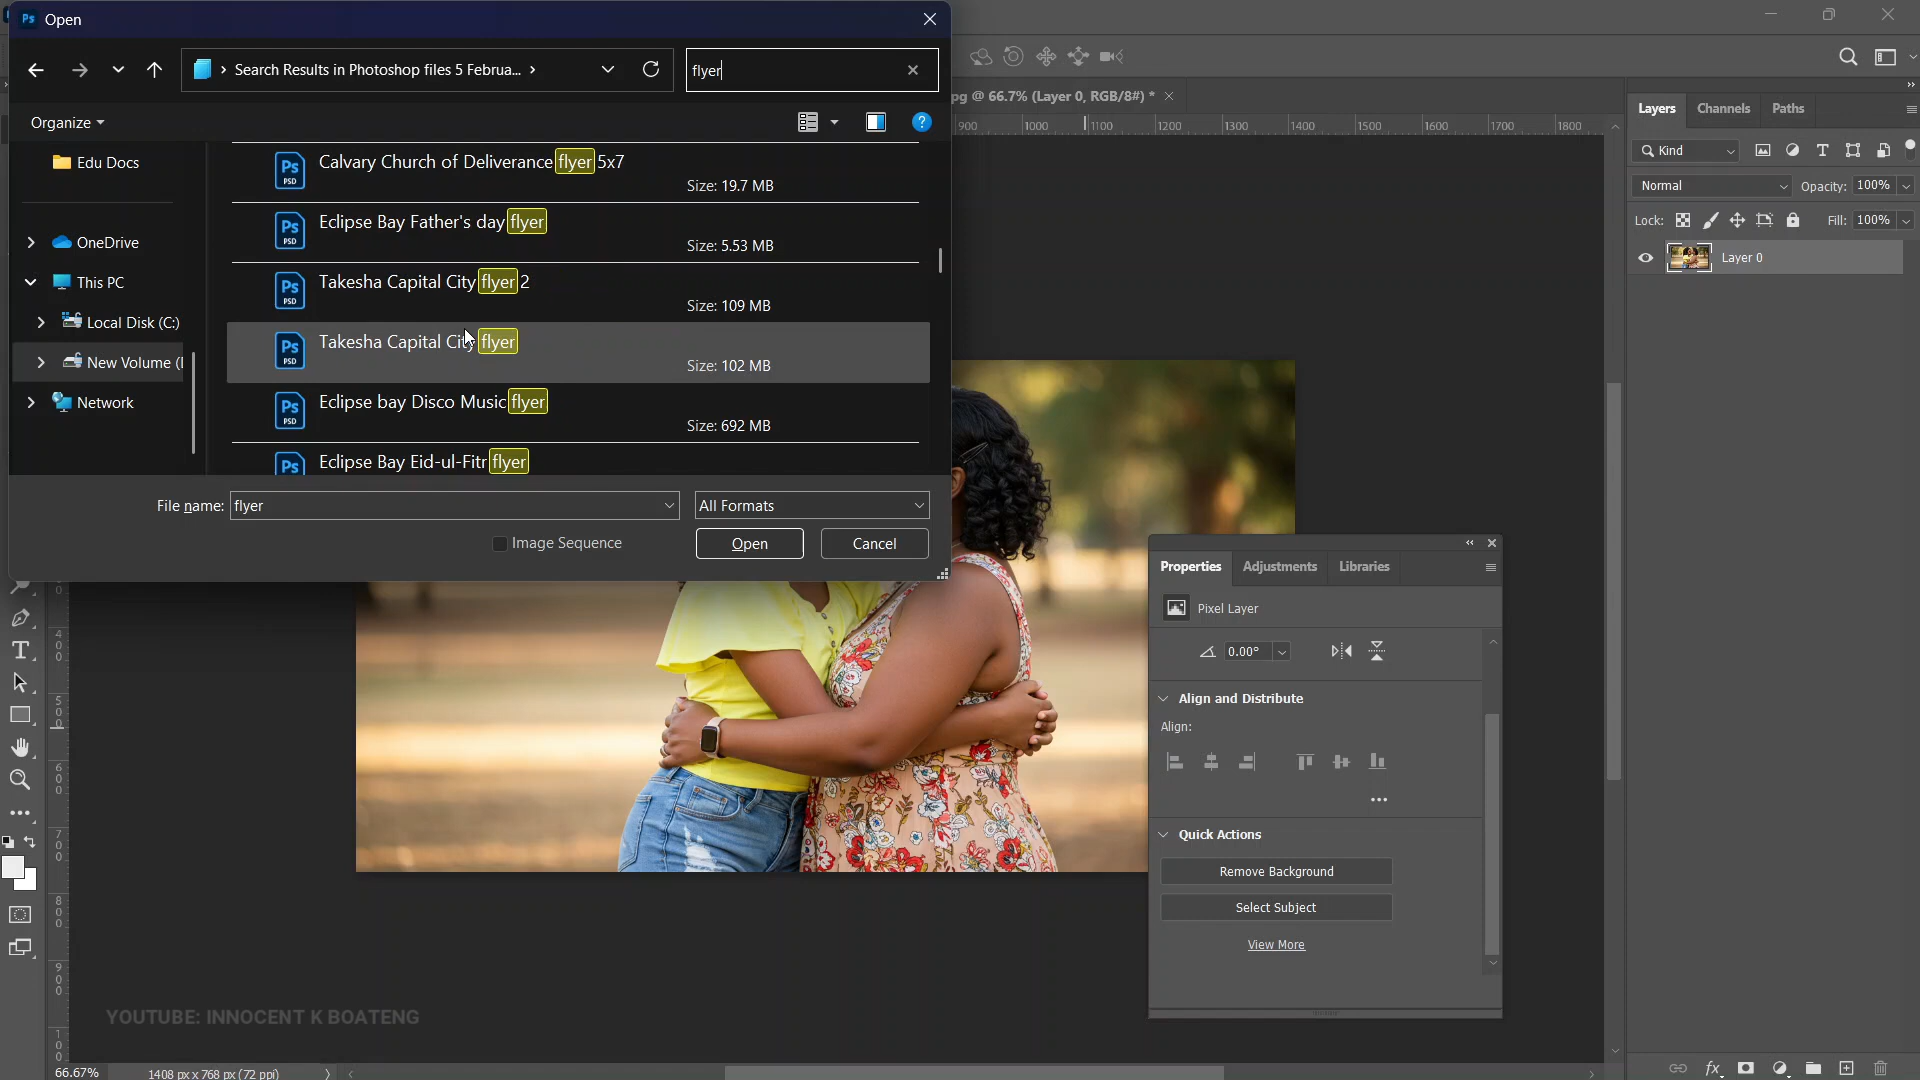 Ps Open
Search Results in Photoshop files 5 Februa...
flyer
Organize
Edu Docs
OneDrive
This PC
Local Disk (C:)
New Volume (
Network
Calvary Church of Deliverance flyer 5x7
Size: 19.7 MB
Eclipse Bay Father's day flyer
Size: 5.53 MB
Takesha Capital City flyer 2
Size: 109 MB
Takesha Capital City flyer
Size: 102 MB
Eclipse bay Disco Music flyer
Size: 692 MB
Eclipse Bay Eid-ul-Fitr flyer
File name: flyer
All Formats
Image Sequence
Open
Cancel
pg @ 66.7% (Layer 0, RGB/8#) *
900 1000 1100 1200 1300 1400 1500 1600 1700 1800
Layers Channels Paths
Kind
Normal Opacity: 100%
Lock: Fill: 100%
Layer 0
Properties Adjustments Libraries
Pixel Layer
0.00°
Align and Distribute
Align:
Quick Actions
Remove Background
Select Subject
View More
YOUTUBE: INNOCENT K BOATENG
66.67% 1408 px x 768 px (72 ppi)